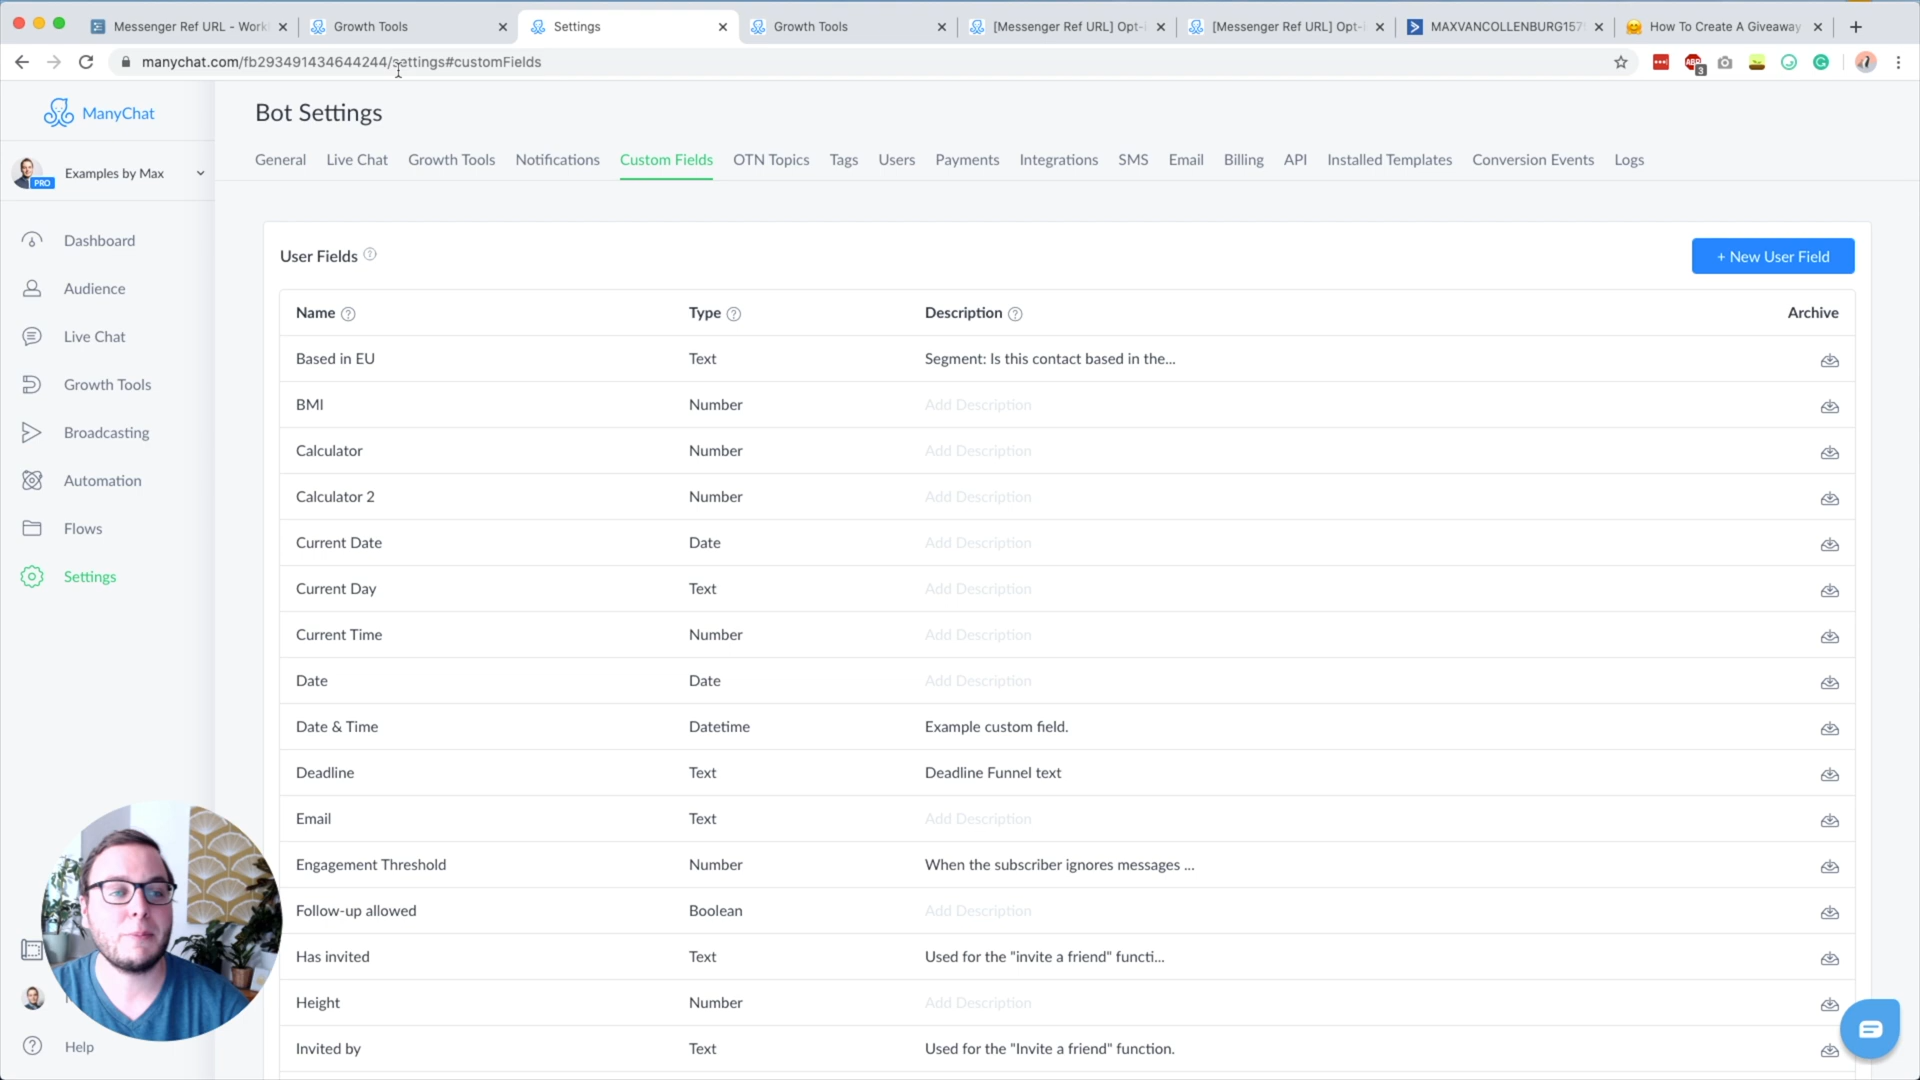 Messenger Ref URL - Work
Growth Tools
Settings
Growth Tools
[Messenger Ref URL] Opt-
[Messenger Ref URL] Opt-
MAXVANCOLLENBURG157
How To Create A Giveaway
manychat.com/fb293491434644244/settings#customFields
ABP
3
ManyChat
PRO
Examples by Max
Dashboard
Audience
Live Chat
Growth Tools
Broadcasting
Automation
Flows
Settings
Help
Bot Settings
General Live Chat Growth Tools Notifications Custom Fields OTN Topics Tags Users Payments Integrations SMS Email Billing API Installed Templates Conversion Events Logs
User Fields ?
+ New User Field
Name ? Type ? Description ? Archive
Based in EU Text Segment: Is this contact based in the...
BMI Number Add Description
Calculator Number Add Description
Calculator 2 Number Add Description
Current Date Date Add Description
Current Day Text Add Description
Current Time Number Add Description
Date Date Add Description
Date & Time Datetime Example custom field.
Deadline Text Deadline Funnel text
Email Text Add Description
Engagement Threshold Number When the subscriber ignores messages ...
Follow-up allowed Boolean Add Description
Has invited Text Used for the "invite a friend" functi...
Height Number Add Description
Invited by Text Used for the "Invite a friend" function.